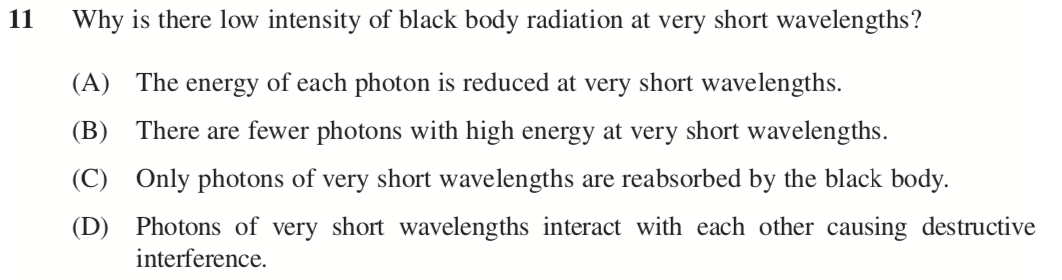 11 Why is there low intensity of black body radiation at very short wavelengths?
(A) The energy of each photon is reduced at very short wavelengths.
(B) There are fewer photons with high energy at very short wavelengths.
(C) Only photons of very short wavelengths are reabsorbed by the black body.
(D) Photons of very short wavelengths interact with each other causing destructive
interference.